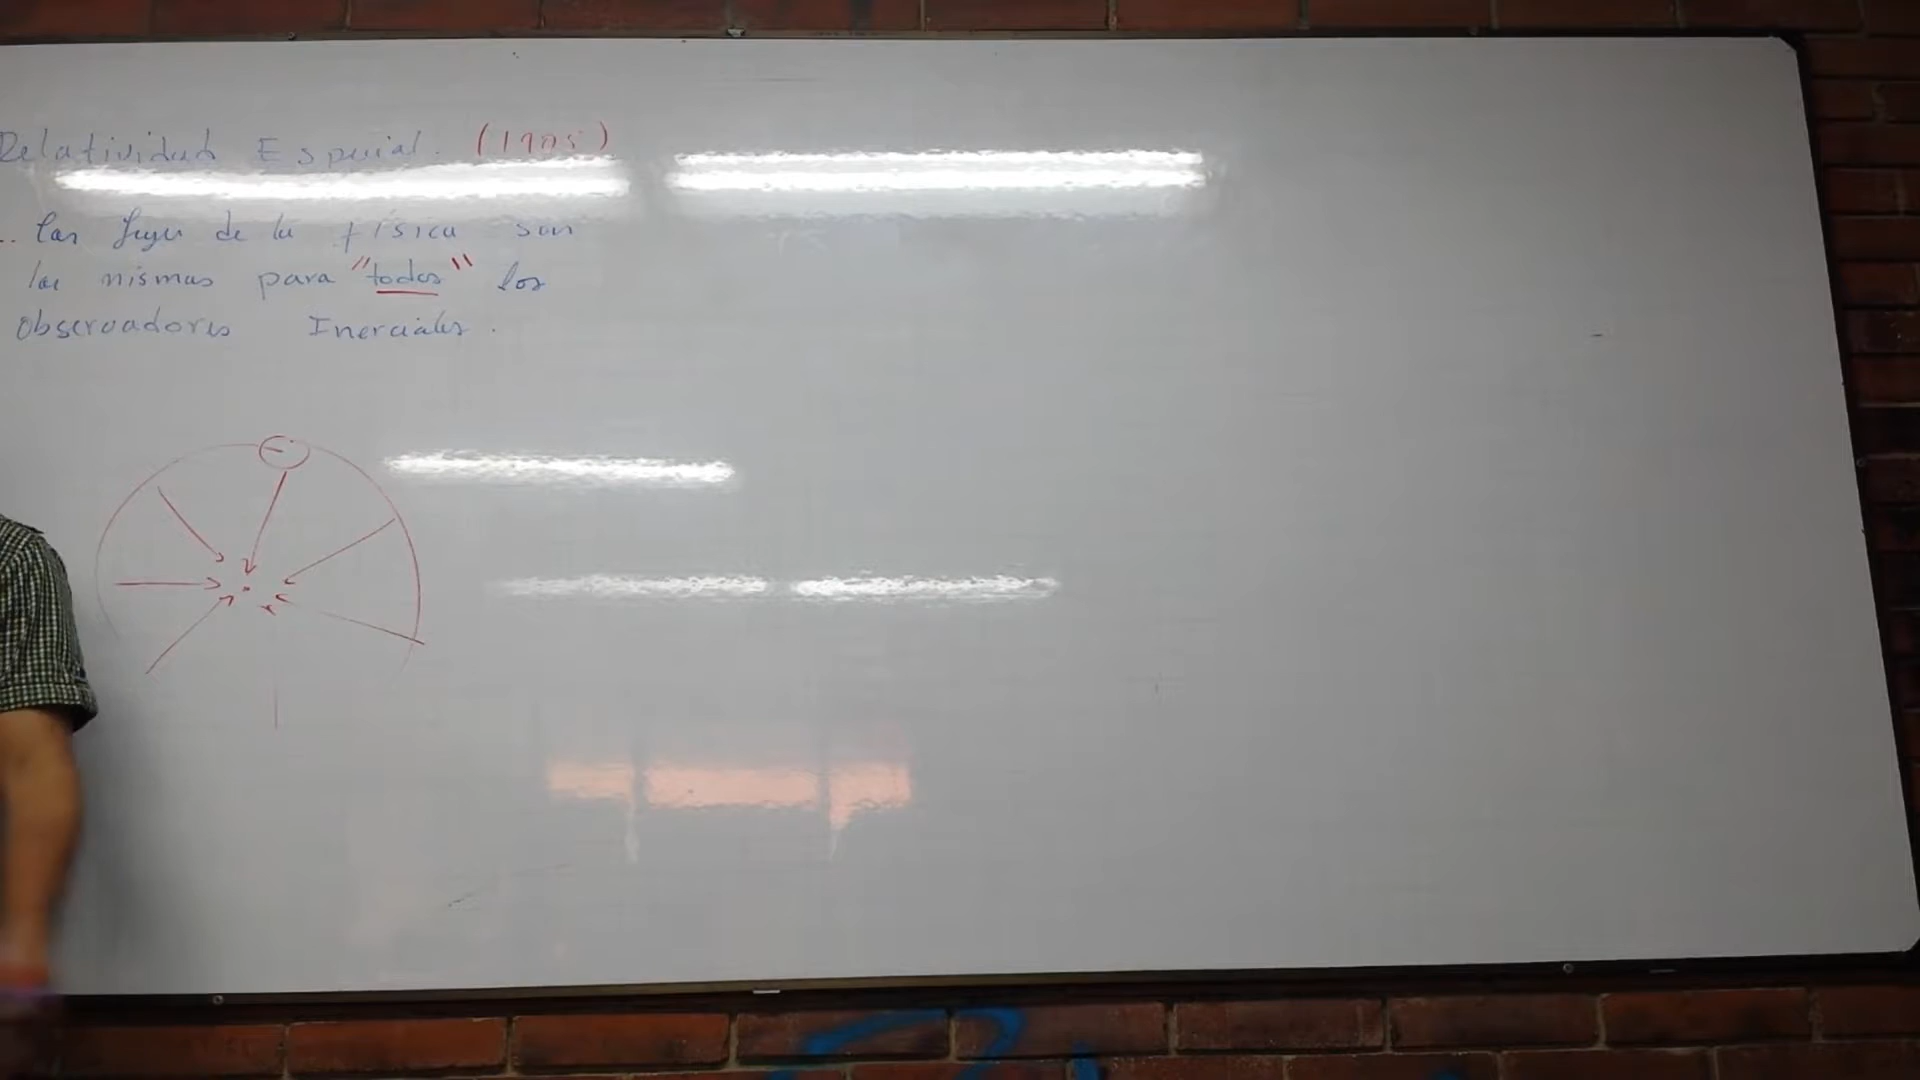 Relatividad Especial. (1905)
Las leyes de la física son
las mismas para "todos" los
Observadores Inerciales.